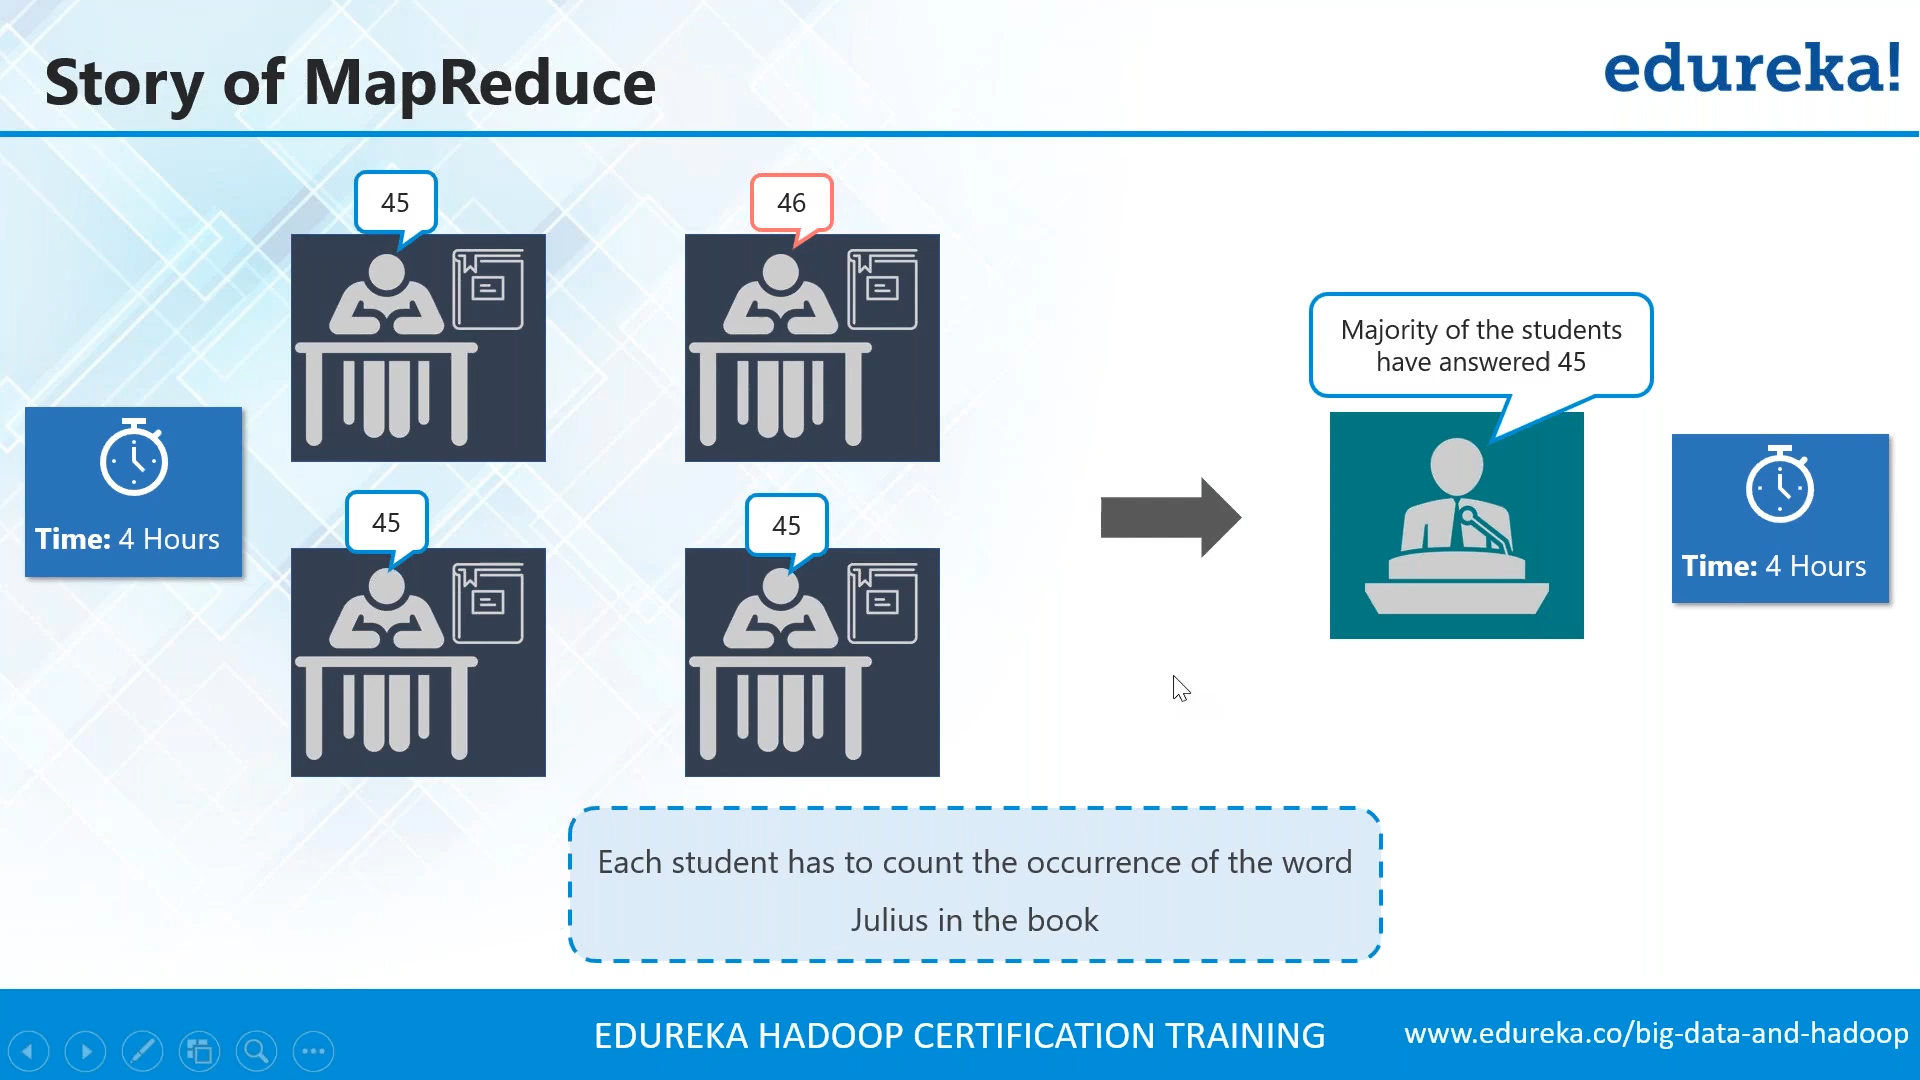 Story of MapReduce
edureka!
45
46
Majority of the students
have answered 45
Time: 4 Hours
45
45
Time: 4 Hours
Each student has to count the occurrence of the word
Julius in the book
EDUREKA HADOOP CERTIFICATION TRAINING
www.edureka.co/big-data-and-hadoop